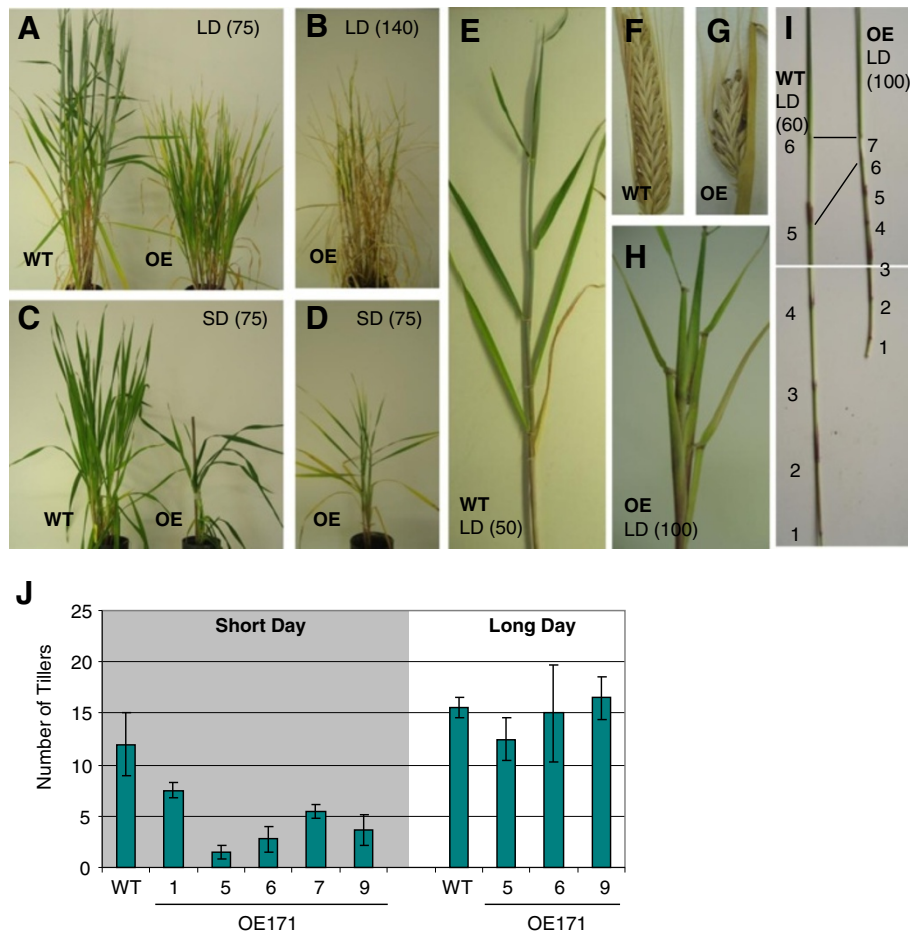 A LD (75)
WT OE
B LD (140)
OE
C SD (75)
WT OE
D SD (75)
OE
E
WT
LD (50)
F
WT
G
OE
H
OE
LD (100)
I
WT
LD
(60)
6
5
4
3
2
1
OE
LD
(100)
7
6
5
4
3
2
1
J
Short Day Long Day
Number of Tillers
25
20
15
10
5
0
WT 1 5 6 7 9 WT 5 6 9
OE171 OE171